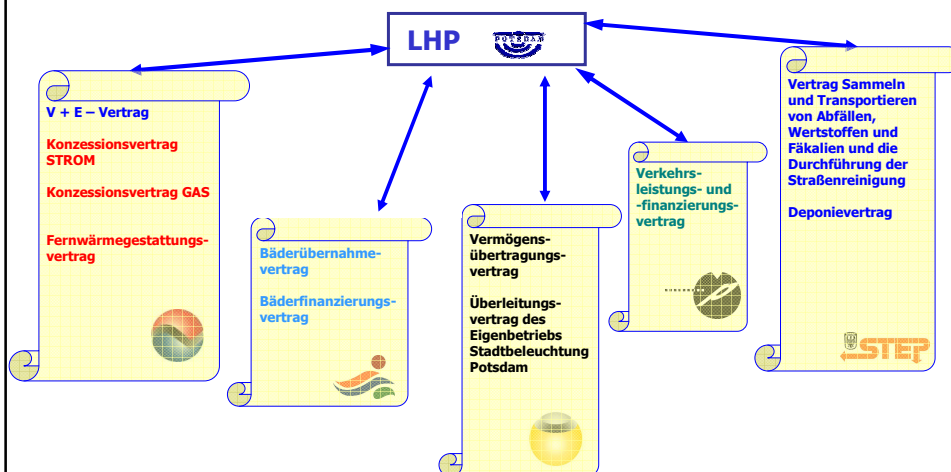 LHP
POTSDAM
V + E – Vertrag
Konzessionsvertrag
STROM
Konzessionsvertrag GAS
Fernwärmegestattungs-
vertrag
Bäderübernahme-
vertrag
Bäderfinanzierungs-
vertrag
Vermögens-
übertragungs-
vertrag
Überleitungs-
vertrag des
Eigenbetriebs
Stadtbeleuchtung
Potsdam
Verkehrs-
leistungs- und
-finanzierungs-
vertrag
Vertrag Sammeln
und Transportieren
von Abfällen,
Wertstoffen und
Fäkalien und die
Durchführung der
Straßenreinigung
Deponievertrag
STEP